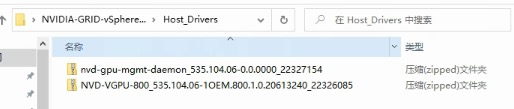 NVIDIA-GRID-vSphere... > Host_Drivers 在 Host_Drivers 中搜索
名称 类型
nvd-gpu-mgmt-daemon_535.104.06-0.0.0000_22327154 压缩(zipped)文件夹
NVD-VGPU-800_535.104.06-1OEM.800.1.0.20613240_22326085 压缩(zipped)文件夹